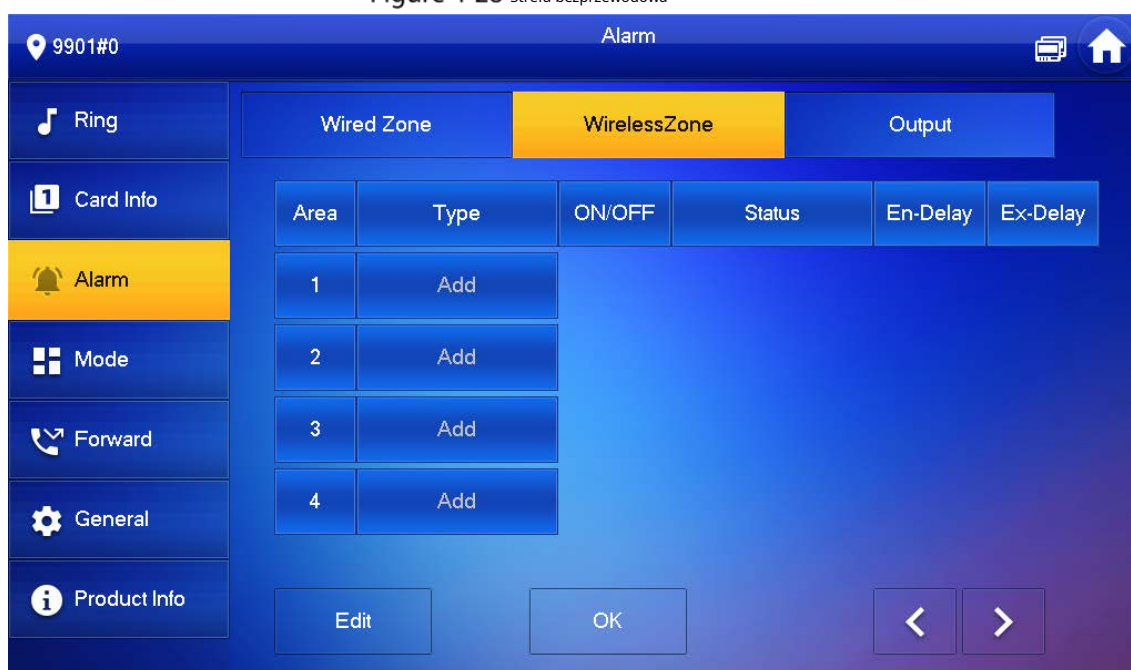 Figure 4-28 Strefa bezprzewodowa
9901#0
Alarm
Ring
Card Info
Alarm
Mode
Forward
General
Product Info
Wired Zone
WirelessZone
Output
Area Type ON/OFF Status En-Delay Ex-Delay
1 Add
2 Add
3 Add
4 Add
Edit
OK